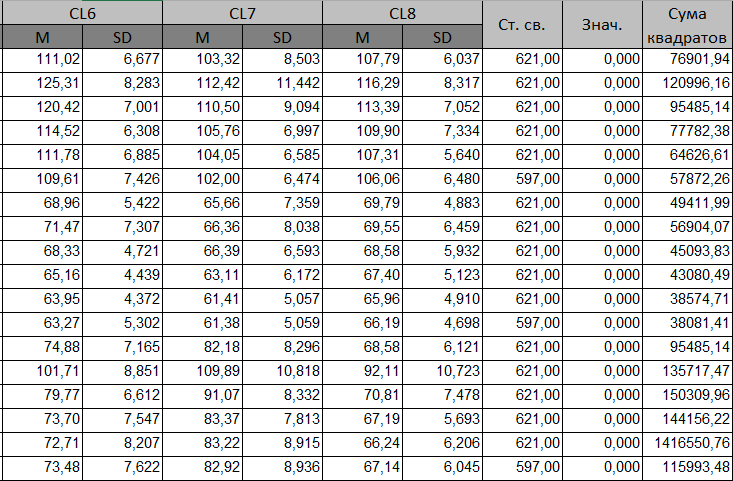 CL6 CL7 CL8 Ст. св. Знач. Сума квадратов
M SD M SD M SD
111,02 6,677 103,32 8,503 107,79 6,037 621,00 0,000 76901,94
125,31 8,283 112,42 11,442 116,29 8,317 621,00 0,000 120996,16
120,42 7,001 110,50 9,094 113,39 7,052 621,00 0,000 95485,14
114,52 6,308 105,76 6,997 109,90 7,334 621,00 0,000 77782,38
111,78 6,885 104,05 6,585 107,31 5,640 621,00 0,000 64626,61
109,61 7,426 102,00 6,474 106,06 6,480 597,00 0,000 57872,26
68,96 5,422 65,66 7,359 69,79 4,883 621,00 0,000 49411,99
71,47 7,307 66,36 8,038 69,55 6,459 621,00 0,000 56904,07
68,33 4,721 66,39 6,593 68,58 5,932 621,00 0,000 45093,83
65,16 4,439 63,11 6,172 67,40 5,123 621,00 0,000 43080,49
63,95 4,372 61,41 5,057 65,96 4,910 621,00 0,000 38574,71
63,27 5,302 61,38 5,059 66,19 4,698 597,00 0,000 38081,41
74,88 7,165 82,18 8,296 68,58 6,121 621,00 0,000 95485,14
101,71 8,851 109,89 10,818 92,11 10,723 621,00 0,000 135717,47
79,77 6,612 91,07 8,332 70,81 7,478 621,00 0,000 150309,96
73,70 7,547 83,37 7,813 67,19 5,693 621,00 0,000 144156,22
72,71 8,207 83,22 8,915 66,24 6,206 621,00 0,000 1416550,76
73,48 7,622 82,92 8,936 67,14 6,045 597,00 0,000 115993,48